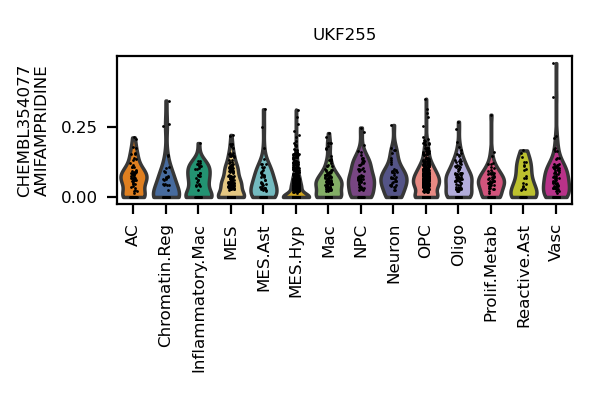 UKF255
CHEMBL354077
AMIFAMPRIDINE
0.25
0.00
AC
Chromatin.Reg
Inflammatory.Mac
MES
MES.Ast
MES.Hyp
Mac
NPC
Neuron
OPC
Oligo
Prolif.Metab
Reactive.Ast
Vasc